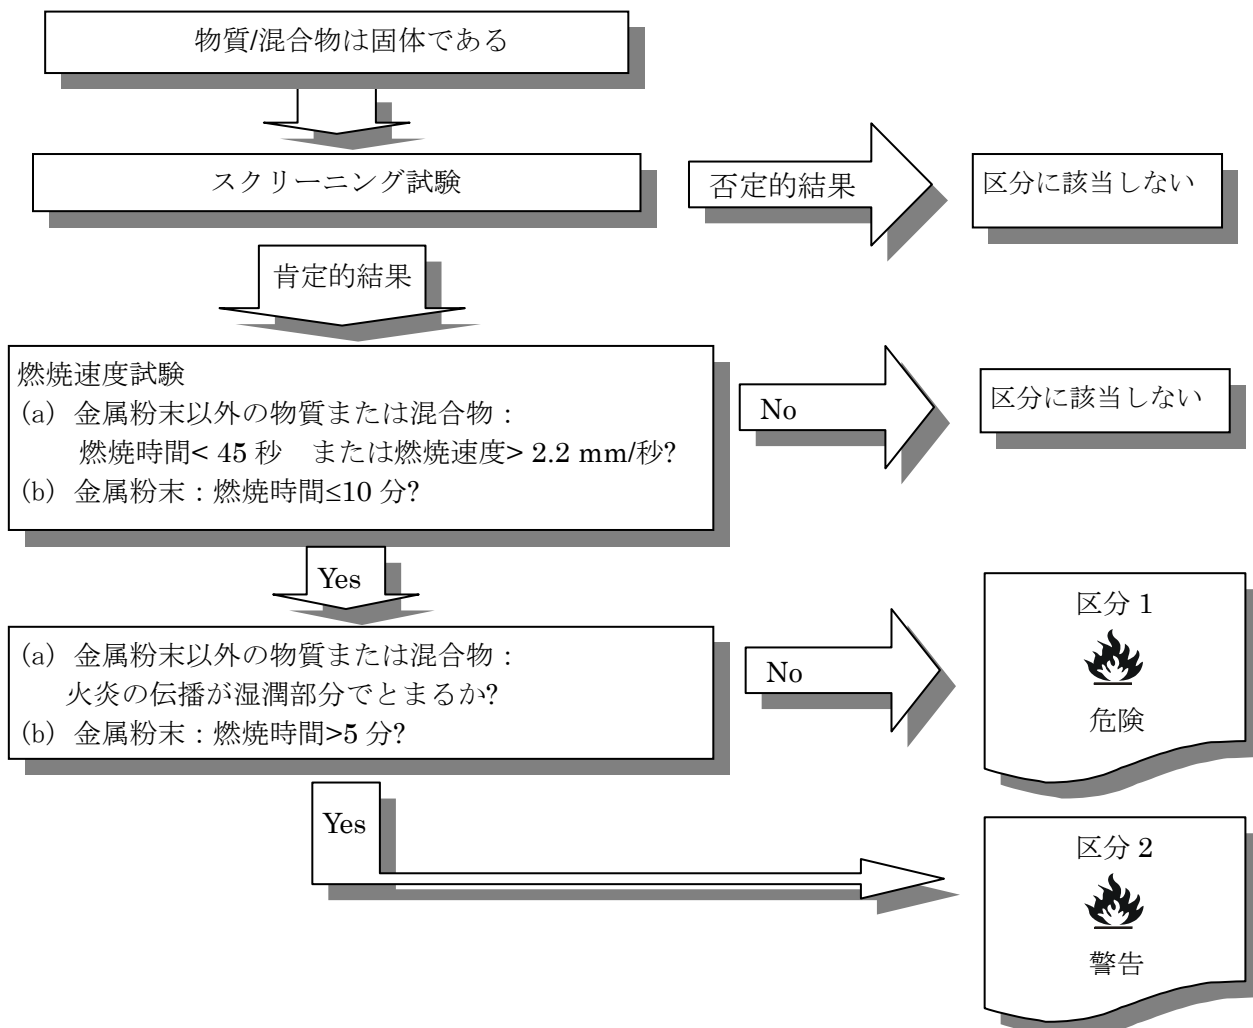 物質/混合物は固体である
スクリーニング試験
否定的結果
区分に該当しない
肯定的結果
燃焼速度試験
(a) 金属粉末以外の物質または混合物：
燃焼時間< 45 秒　または燃焼速度> 2.2 mm/秒?
(b) 金属粉末：燃焼時間≤10 分?
No
区分に該当しない
Yes
(a) 金属粉末以外の物質または混合物：
火炎の伝播が湿潤部分でとまるか?
(b) 金属粉末：燃焼時間>5 分?
No
区分 1
危険
Yes
区分 2
警告